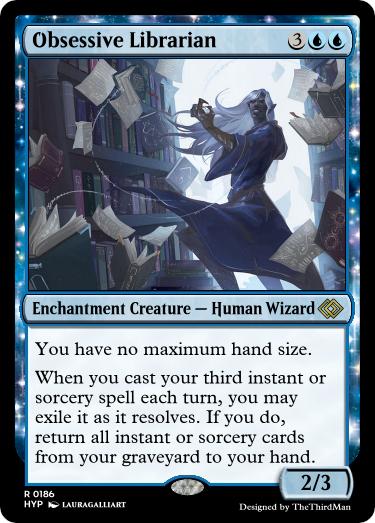 Obsessive Librarian 3
Enchantment Creature — Human Wizard
You have no maximum hand size.
When you cast your third instant or
sorcery spell each turn, you may
exile it as it resolves. If you do,
return all instant or sorcery cards
from your graveyard to your hand.
2/3
R 0186
HYP LAURAGALLIART
Designed by TheThirdMan